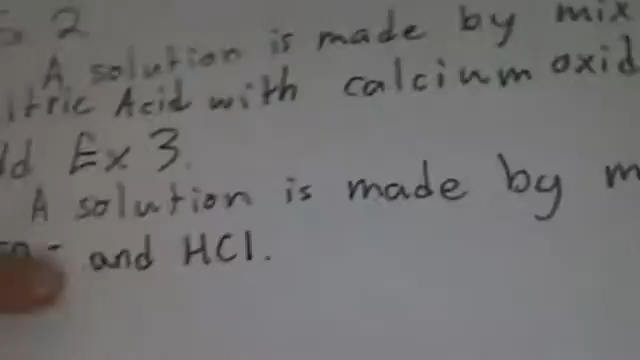 2
A solution is made by mix
itric Acid with calcium oxid
Ex 3.
A solution is made by m
and HCl.